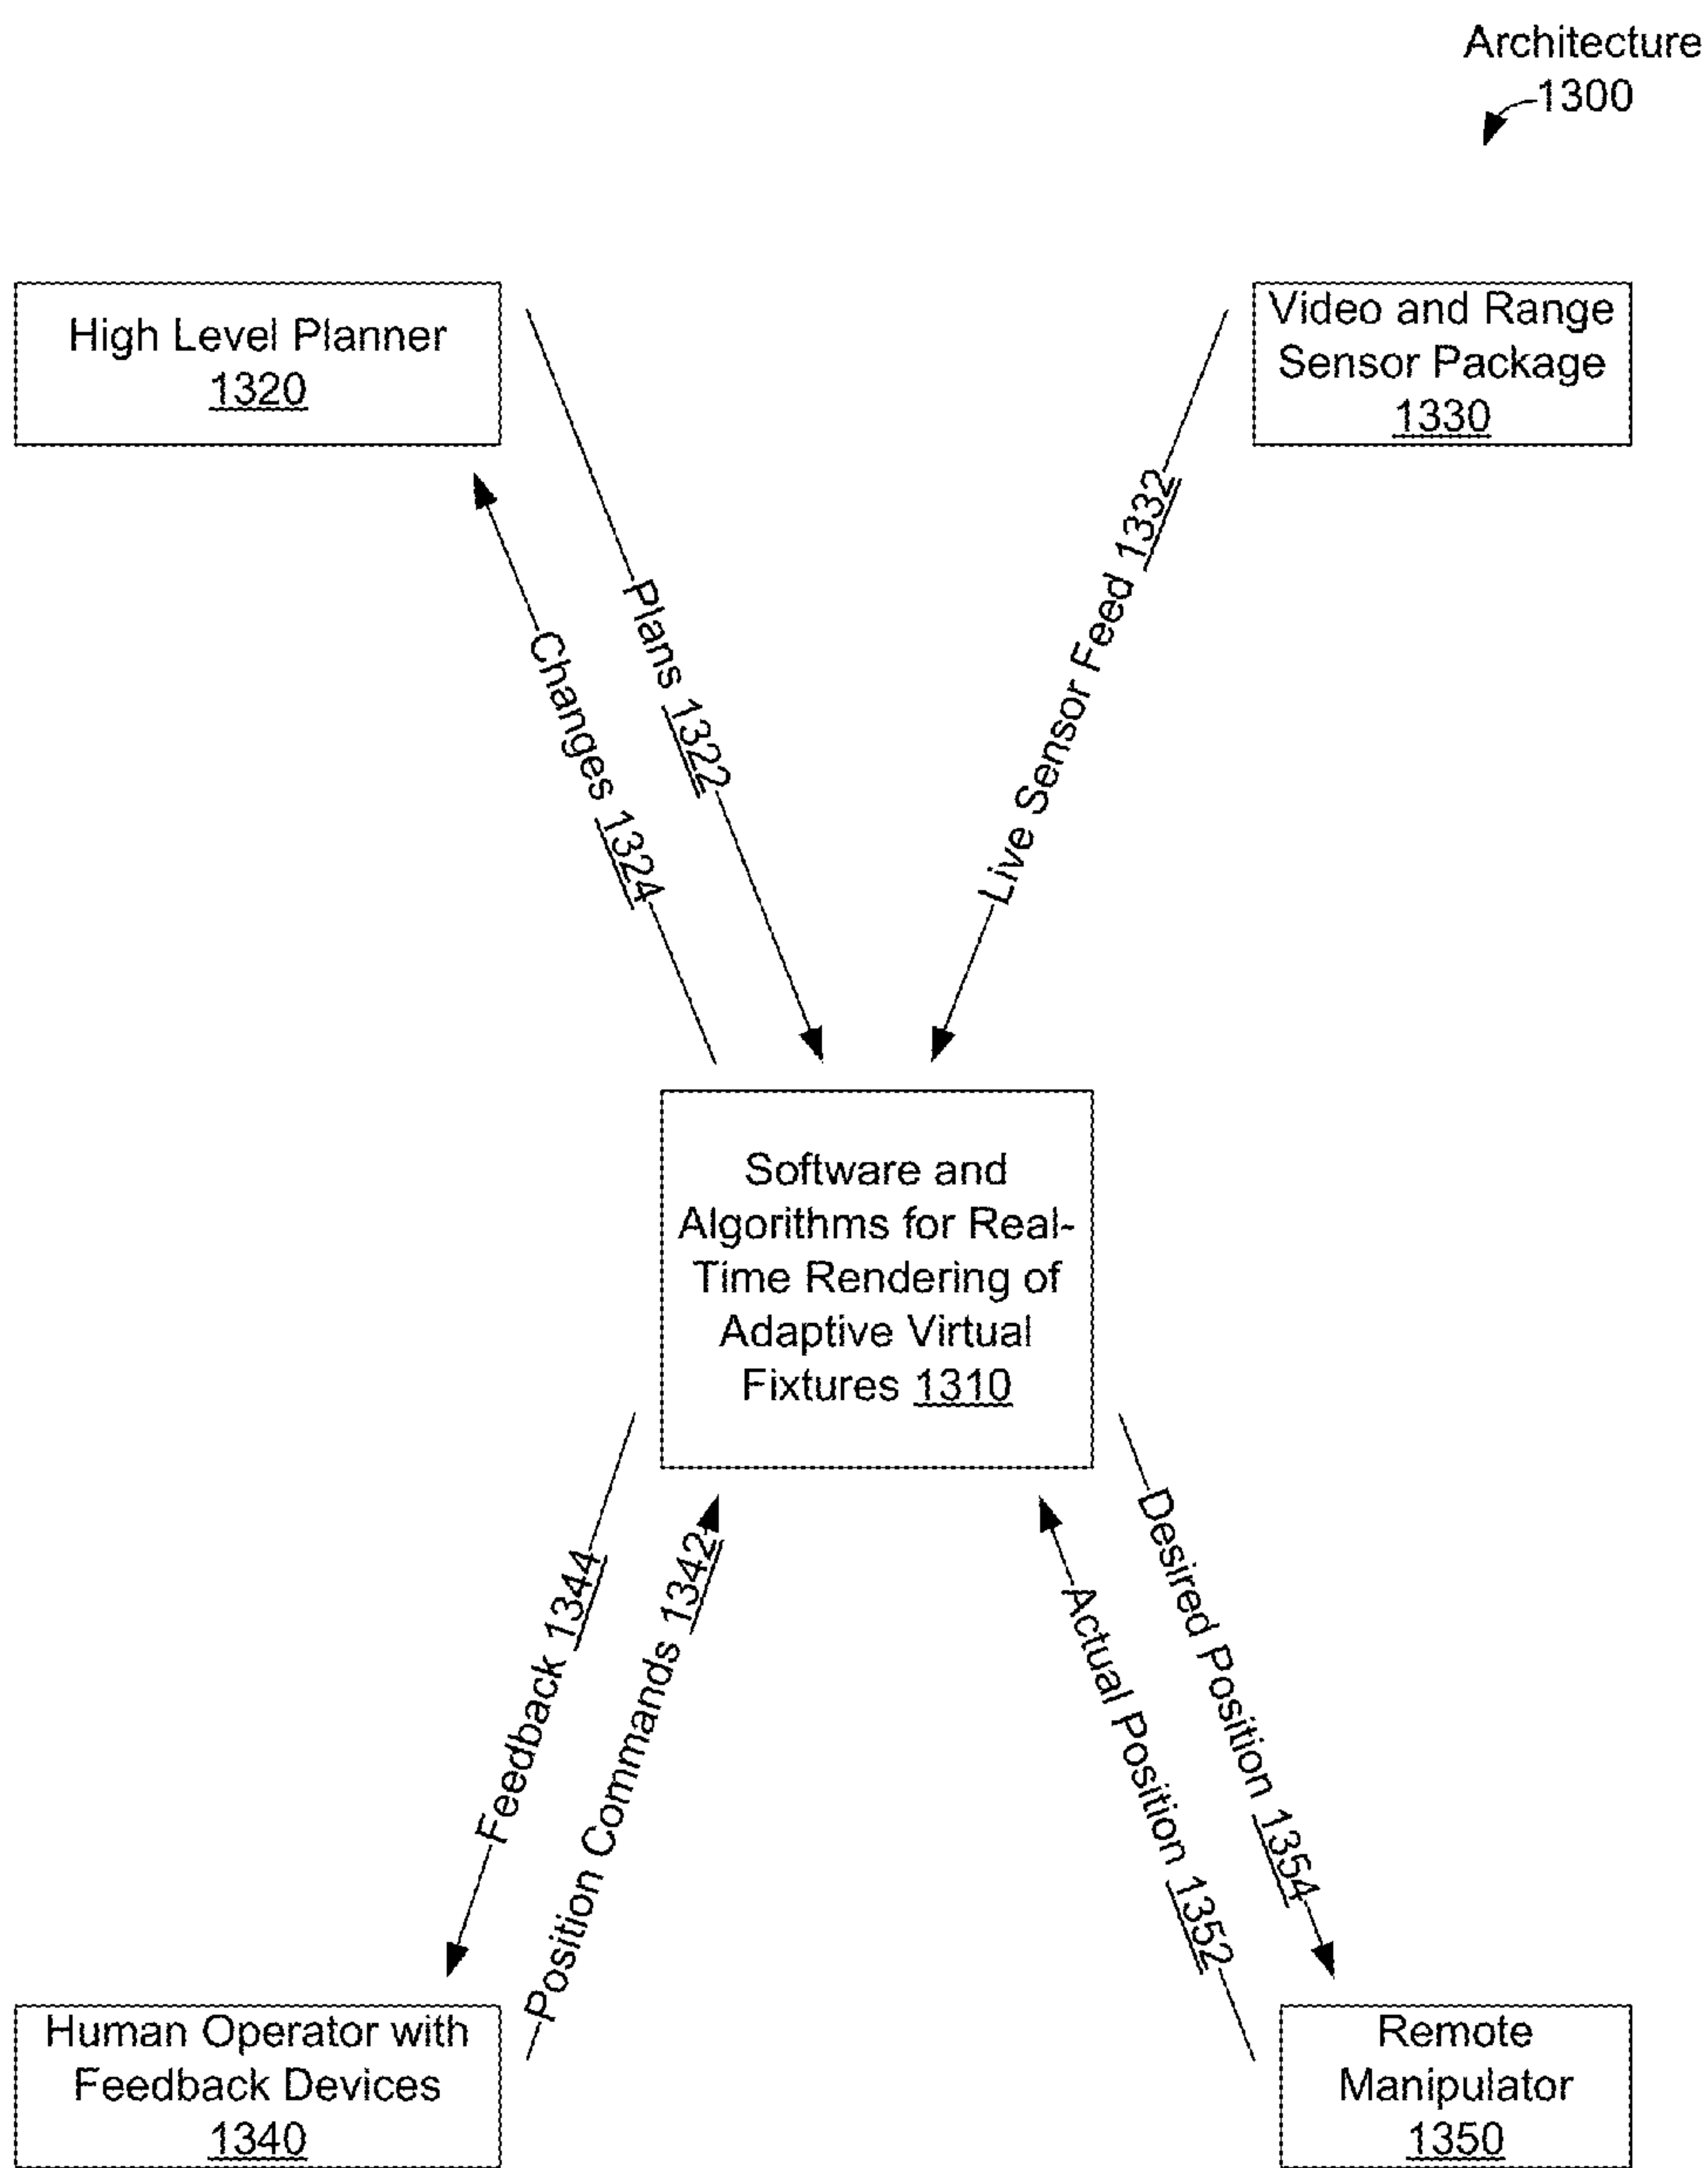 Architecture
1300
High Level Planner
1320
Video and Range
Sensor Package
1330
Plans 1322
Changes 1324
Live Sensor Feed 1332
Software and
Algorithms for Real-
Time Rendering of
Adaptive Virtual
Fixtures 1310
Feedback 1344
Position Commands 1342
Actual Position 1352
Desired Position 1354
Human Operator with
Feedback Devices
1340
Remote
Manipulator
1350